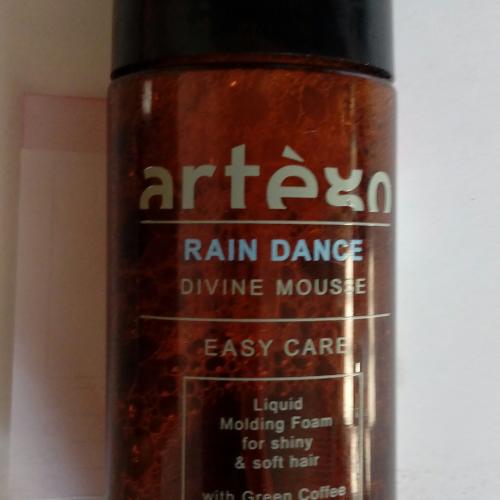 artègo
RAIN DANCE
DIVINE MOUSSE
EASY CARE
Liquid
Molding Foam
for shiny
& soft hair
with Green Coffee